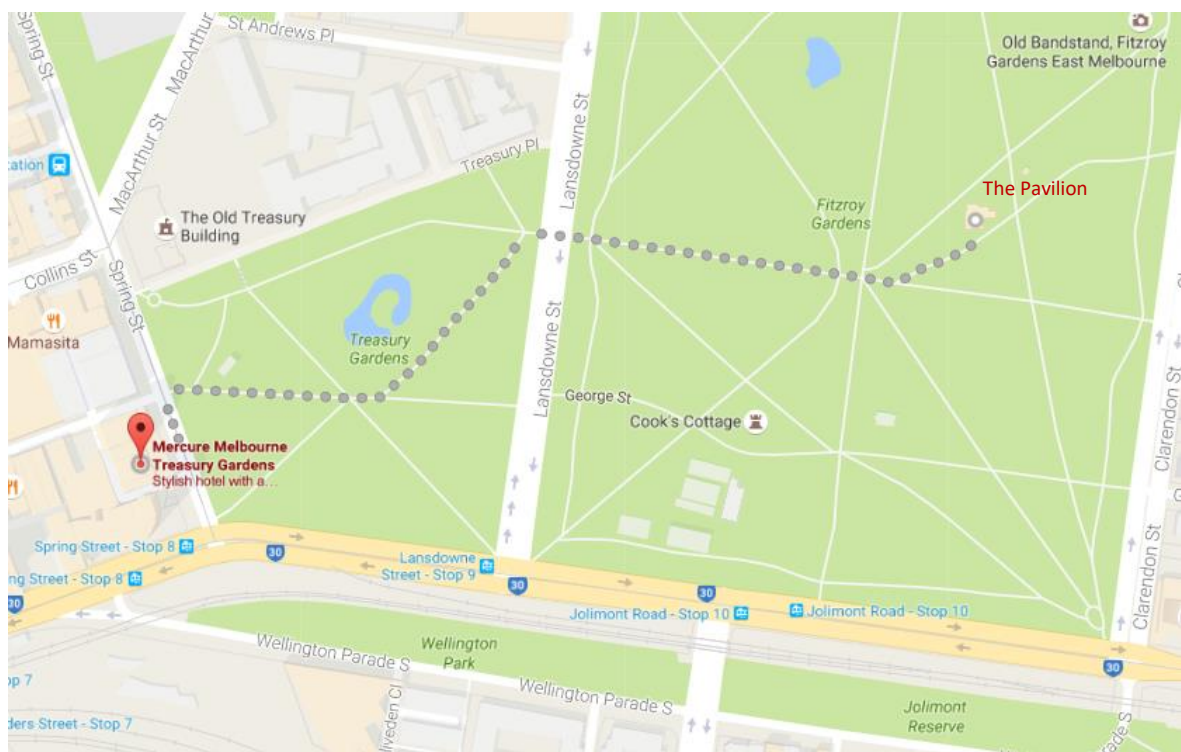 Spring St
MacArthur St
St Andrews Pl
Lansdowne St
Old Bandstand, Fitzroy
Gardens East Melbourne
ation
MacArthur St
Treasury Pl
Lansdowne St
The Pavilion
The Old Treasury
Building
Fitzroy
Gardens
Collins St
Spring St
Mamasita
Treasury
Gardens
Lansdowne St
George St
Cook's Cottage
Clarendon St
Mercure Melbourne
Treasury Gardens
Stylish hotel with a...
Clarendon St
Spring Street - Stop 8
30
Lansdowne
Street - Stop 9
30
ng Street - Stop 8
30
30
Jolimont Road - Stop 10
Jolimont Road - Stop 10
Wellington Parade S
Wellington
Park
30
op 7
Wellington Parade S
Jolimont
Reserve
ders Street - Stop 7
liveden Cl
Parade S